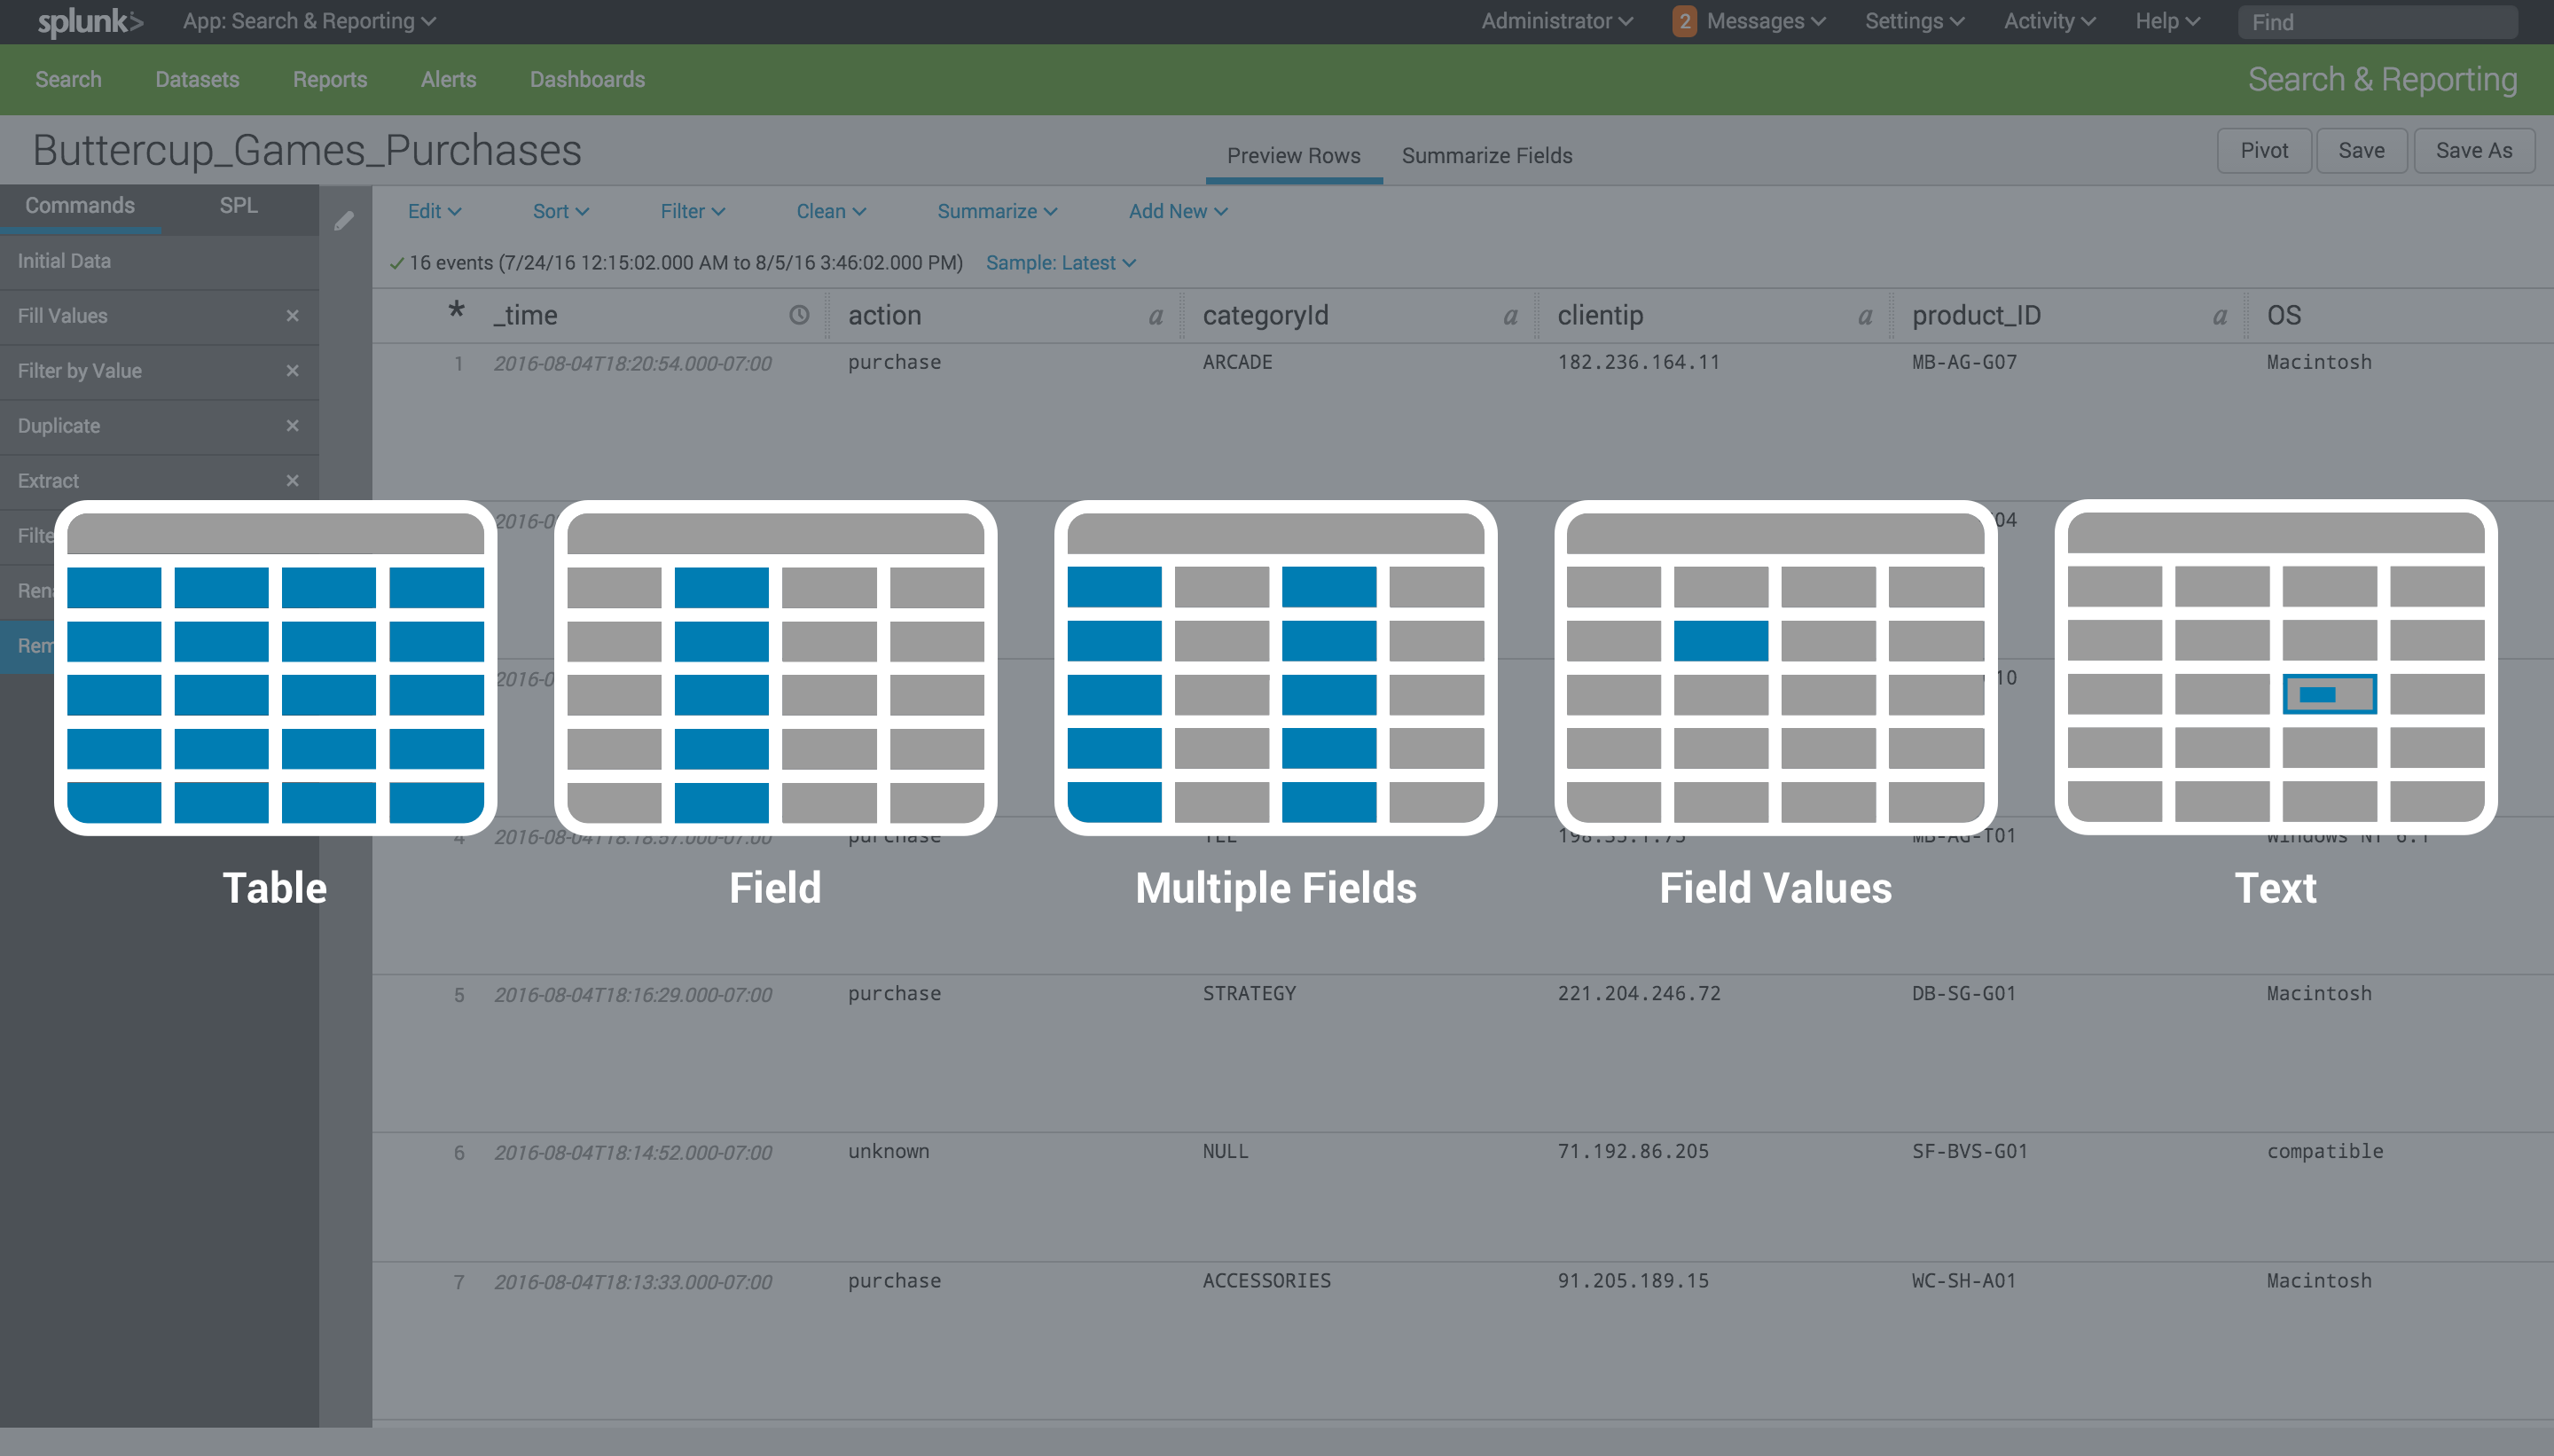 splunk> App: Search & Reporting Administrator 2 Messages Settings Activity Help Find
Search Datasets Reports Alerts Dashboards Search & Reporting
Buttercup_Games_Purchases Preview Rows Summarize Fields Pivot Save Save As
Commands SPL
Edit Sort Filter Clean Summarize Add New
Initial Data
16 events (7/24/16 12:15:02.000 AM to 8/5/16 3:46:02.000 PM) Sample: Latest
Fill Values
* _time action a categoryId a clientip a product_ID a OS
1 2016-08-04T18:20:54.000-07:00 purchase ARCADE 182.236.164.11 MB-AG-G07 Macintosh
Filter by Value
Duplicate
Extract
2016-0 04
Filte
Ren
Rem
2016-0 10
4 2016-08-04T18:18:57.000-07:00 purchase TEE 198.35.1.75 MB-AG-T01 Windows NT 6.1
Table Field Multiple Fields Field Values Text
5 2016-08-04T18:16:29.000-07:00 purchase STRATEGY 221.204.246.72 DB-SG-G01 Macintosh
6 2016-08-04T18:14:52.000-07:00 unknown NULL 71.192.86.205 SF-BVS-G01 compatible
7 2016-08-04T18:13:33.000-07:00 purchase ACCESSORIES 91.205.189.15 WC-SH-A01 Macintosh